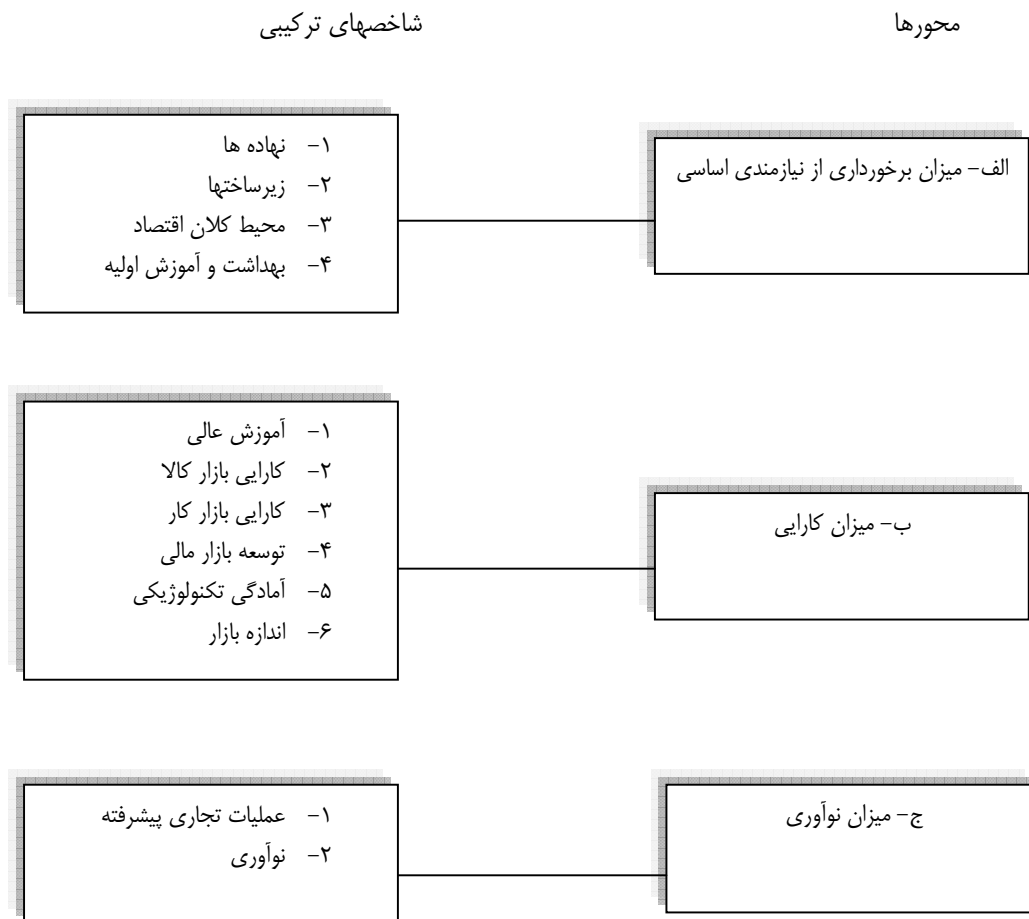 محورها
شاخصهای ترکیبی
الف- میزان برخورداری از نیازمندی اساسی
۱- نهاده ها
۲- زیرساختها
۳- محیط کلان اقتصاد
۴- بهداشت و آموزش اولیه
ب- میزان کارایی
۱- آموزش عالی
۲- کارایی بازار کالا
۳- کارایی بازار کار
۴- توسعه بازار مالی
۵- آمادگی تکنولوژیکی
۶- اندازه بازار
ج- میزان نوآوری
۱- عملیات تجاری پیشرفته
۲- نوآوری